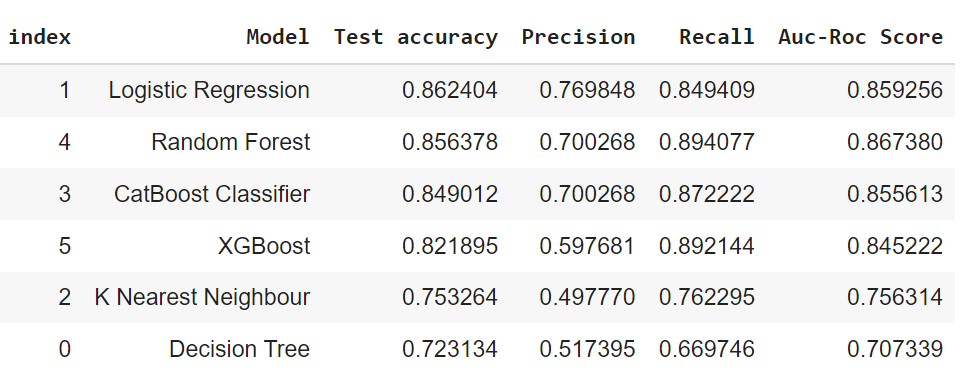 index Model Test accuracy Precision Recall Auc-Roc Score
1 Logistic Regression 0.862404 0.769848 0.849409 0.859256
4 Random Forest 0.856378 0.700268 0.894077 0.867380
3 CatBoost Classifier 0.849012 0.700268 0.872222 0.855613
5 XGBoost 0.821895 0.597681 0.892144 0.845222
2 K Nearest Neighbour 0.753264 0.497770 0.762295 0.756314
0 Decision Tree 0.723134 0.517395 0.669746 0.707339